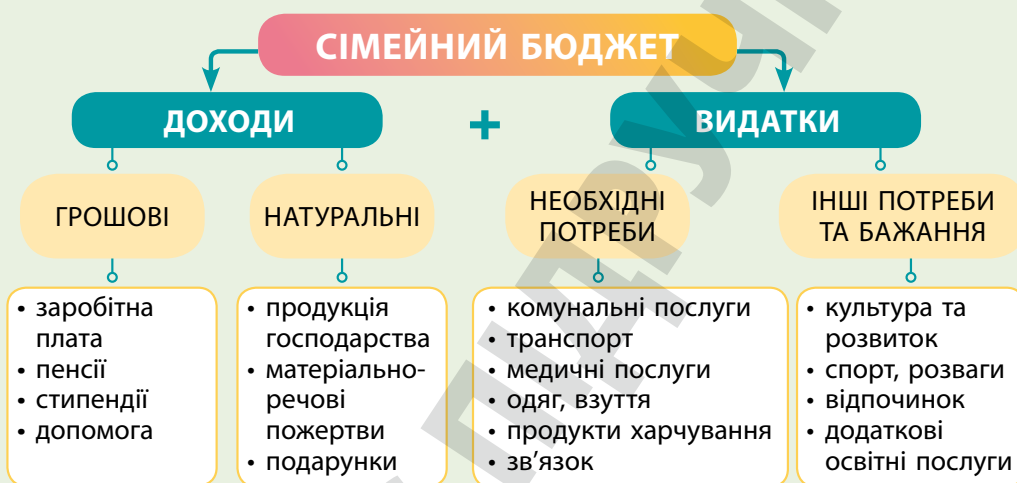 СІМЕЙНИЙ БЮДЖЕТ
ДОХОДИ
+
ВИДАТКИ
ГРОШОВІ
• заробітна
плата
• пенсії
• стипендії
• допомога
НАТУРАЛЬНІ
• продукція
господарства
• матеріально-
речові
пожертви
• подарунки
НЕОБХІДНІ
ПОТРЕБИ
• комунальні послуги
• транспорт
• медичні послуги
• одяг, взуття
• продукти харчування
• зв'язок
ІНШІ ПОТРЕБИ
ТА БАЖАННЯ
• культура та
розвиток
• спорт, розваги
• відпочинок
• додаткові
освітні послуги